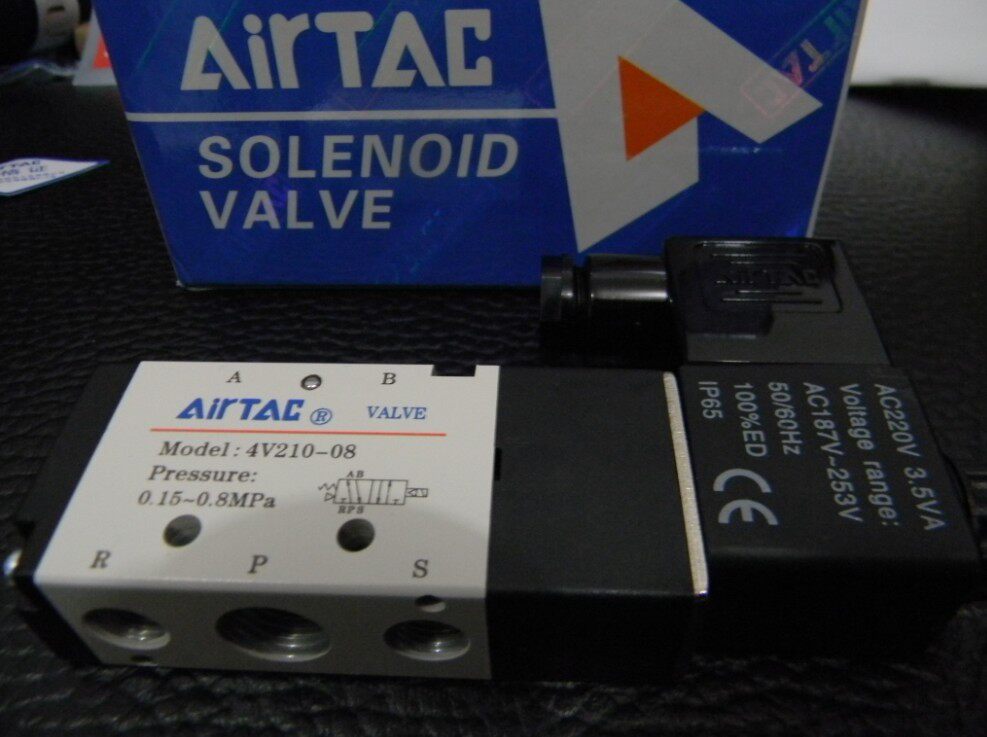 AirTAC
SOLENOID
VALVE
AirTAC
A B
AirTAC® VALVE
Model: 4V210-08
Pressure:
0.15~0.8MPa
AB
RPS
R P S
AC220V 3.5VA
Voltage range:
AC187V~253V
50/60Hz
100%ED
IP65
CE